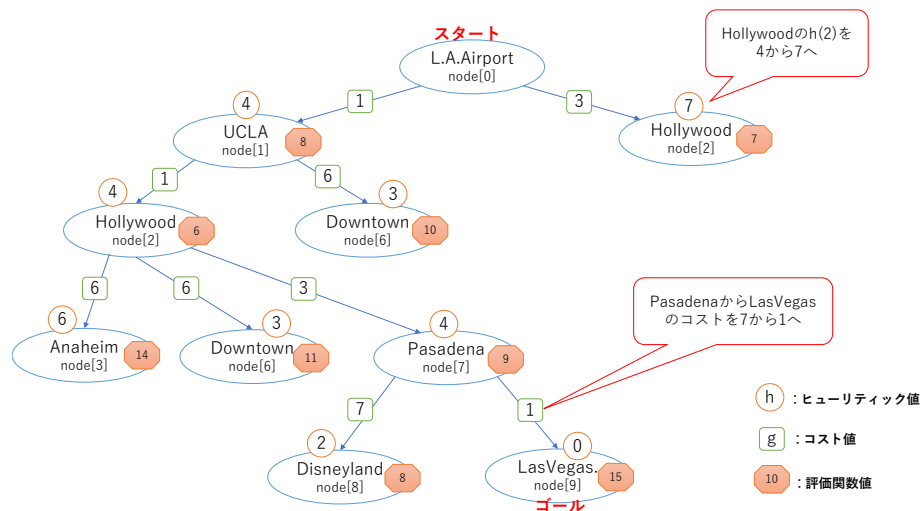 スタート
L.A.Airport
node[0]
Hollywoodのh(2)を
4から7へ
1
3
4
UCLA
node[1]
8
7
Hollywood
node[2]
7
1
6
4
Hollywood
node[2]
6
3
Downtown
node[6]
10
6
6
3
PasadenaからLasVegas
のコストを7から1へ
6
Anaheim
node[3]
14
3
Downtown
node[6]
11
4
Pasadena
node[7]
9
7
1
h
：ヒューリティック値
g
：コスト値
2
Disneyland
node[8]
8
0
LasVegas.
node[9]
15
ゴール
10
：評価関数値